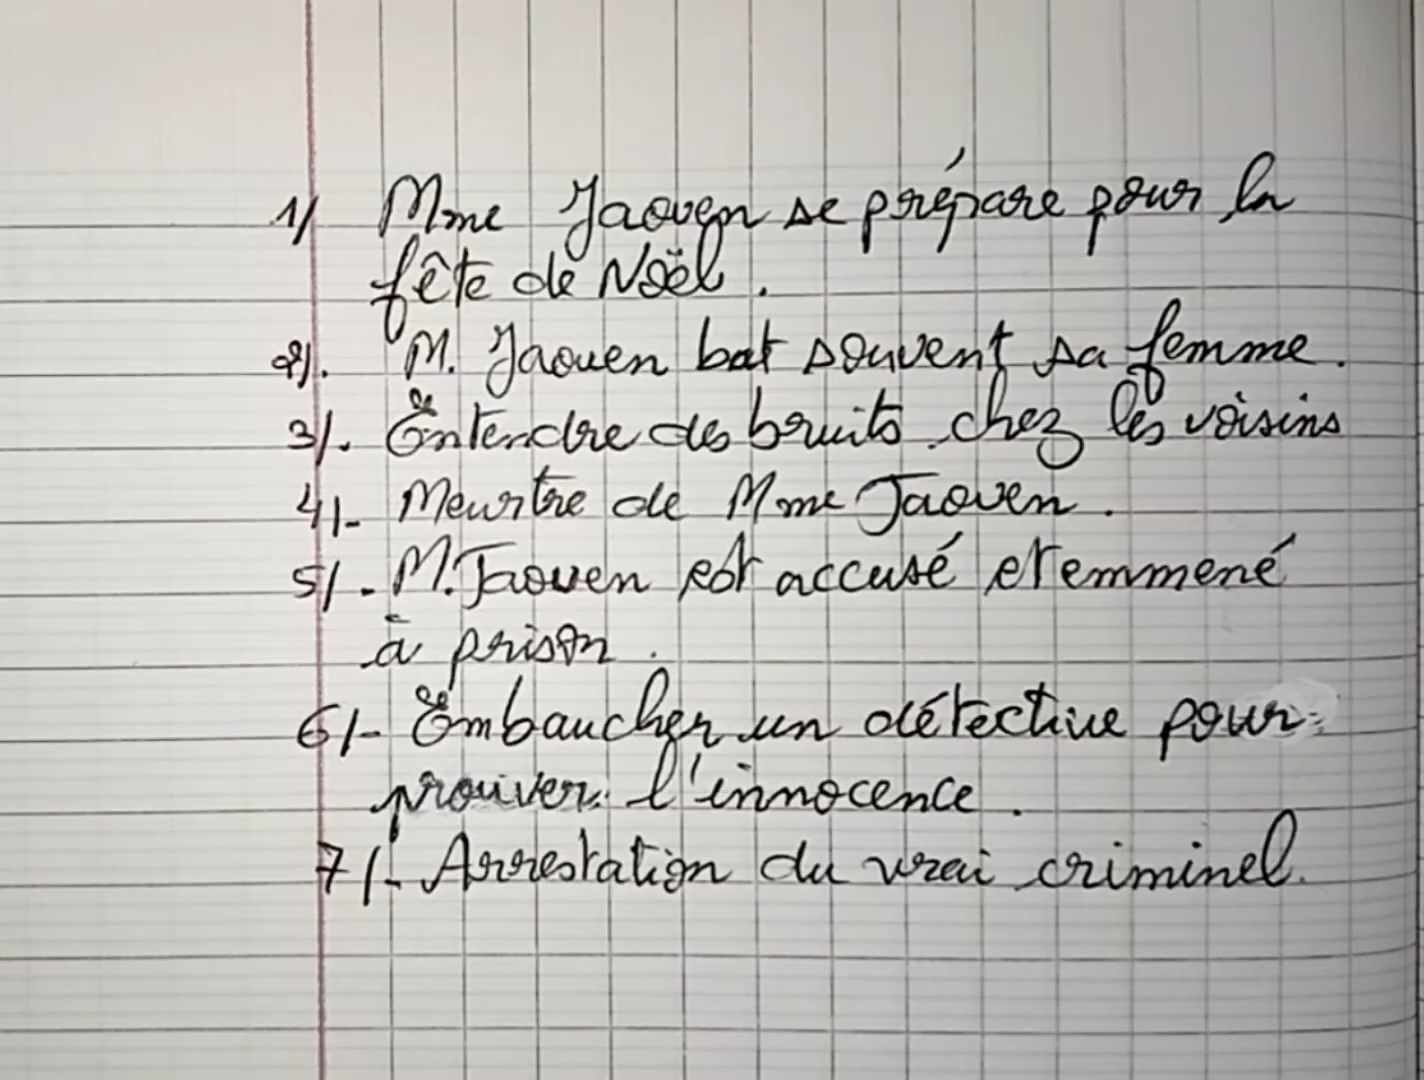 1/ Mme Jaouen se prépare pour la
fête de Noël.
2/. M. Jaouen bat souvent sa femme.
3/. Entendre des bruits chez les voisins
4/- Meurtre de Mme Jaouen.
5/- M. Jaouen est accusé et emmené
à prison.
6/- Embaucher un détective pour
prouver l'innocence.
7/- Arrestation du vrai criminel.